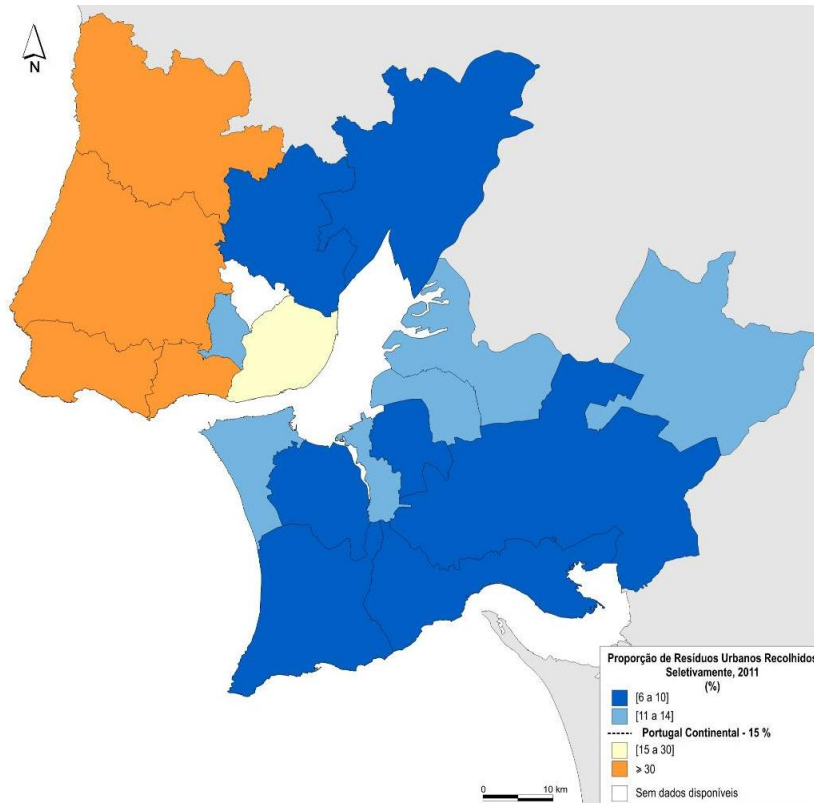 N
0 10 km
Proporção de Resíduos Urbanos Recolhidos
Seletivamente, 2011
(%)
[6 a 10]
[11 a 14]
Portugal Continental - 15 %
[15 a 30]
⩾ 30
Sem dados disponíveis